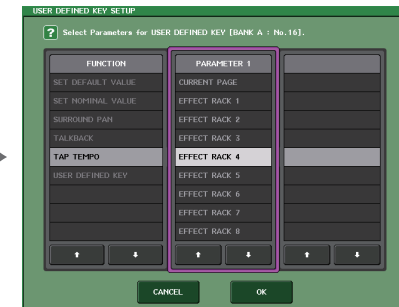 USER DEFINED KEY SETUP
? Select Parameters for USER DEFINED KEY [BANK A : No.16].
FUNCTION
SET DEFAULT VALUE
SET NOMINAL VALUE
SURROUND PAN
TALKBACK
TAP TEMPO
USER DEFINED KEY
PARAMETER 1
CURRENT PAGE
EFFECT RACK 1
EFFECT RACK 2
EFFECT RACK 3
EFFECT RACK 4
EFFECT RACK 5
EFFECT RACK 6
EFFECT RACK 7
EFFECT RACK 8
CANCEL
OK